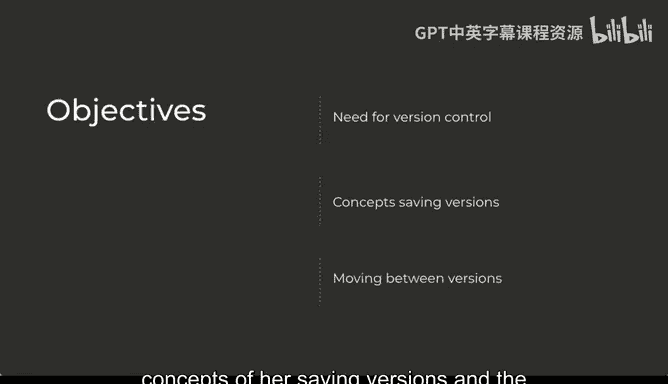 GPT中英字幕课程资源 bilibili
Objectives
Need for version control
Concepts saving versions
Moving between versions
concepts of her saving versions and the